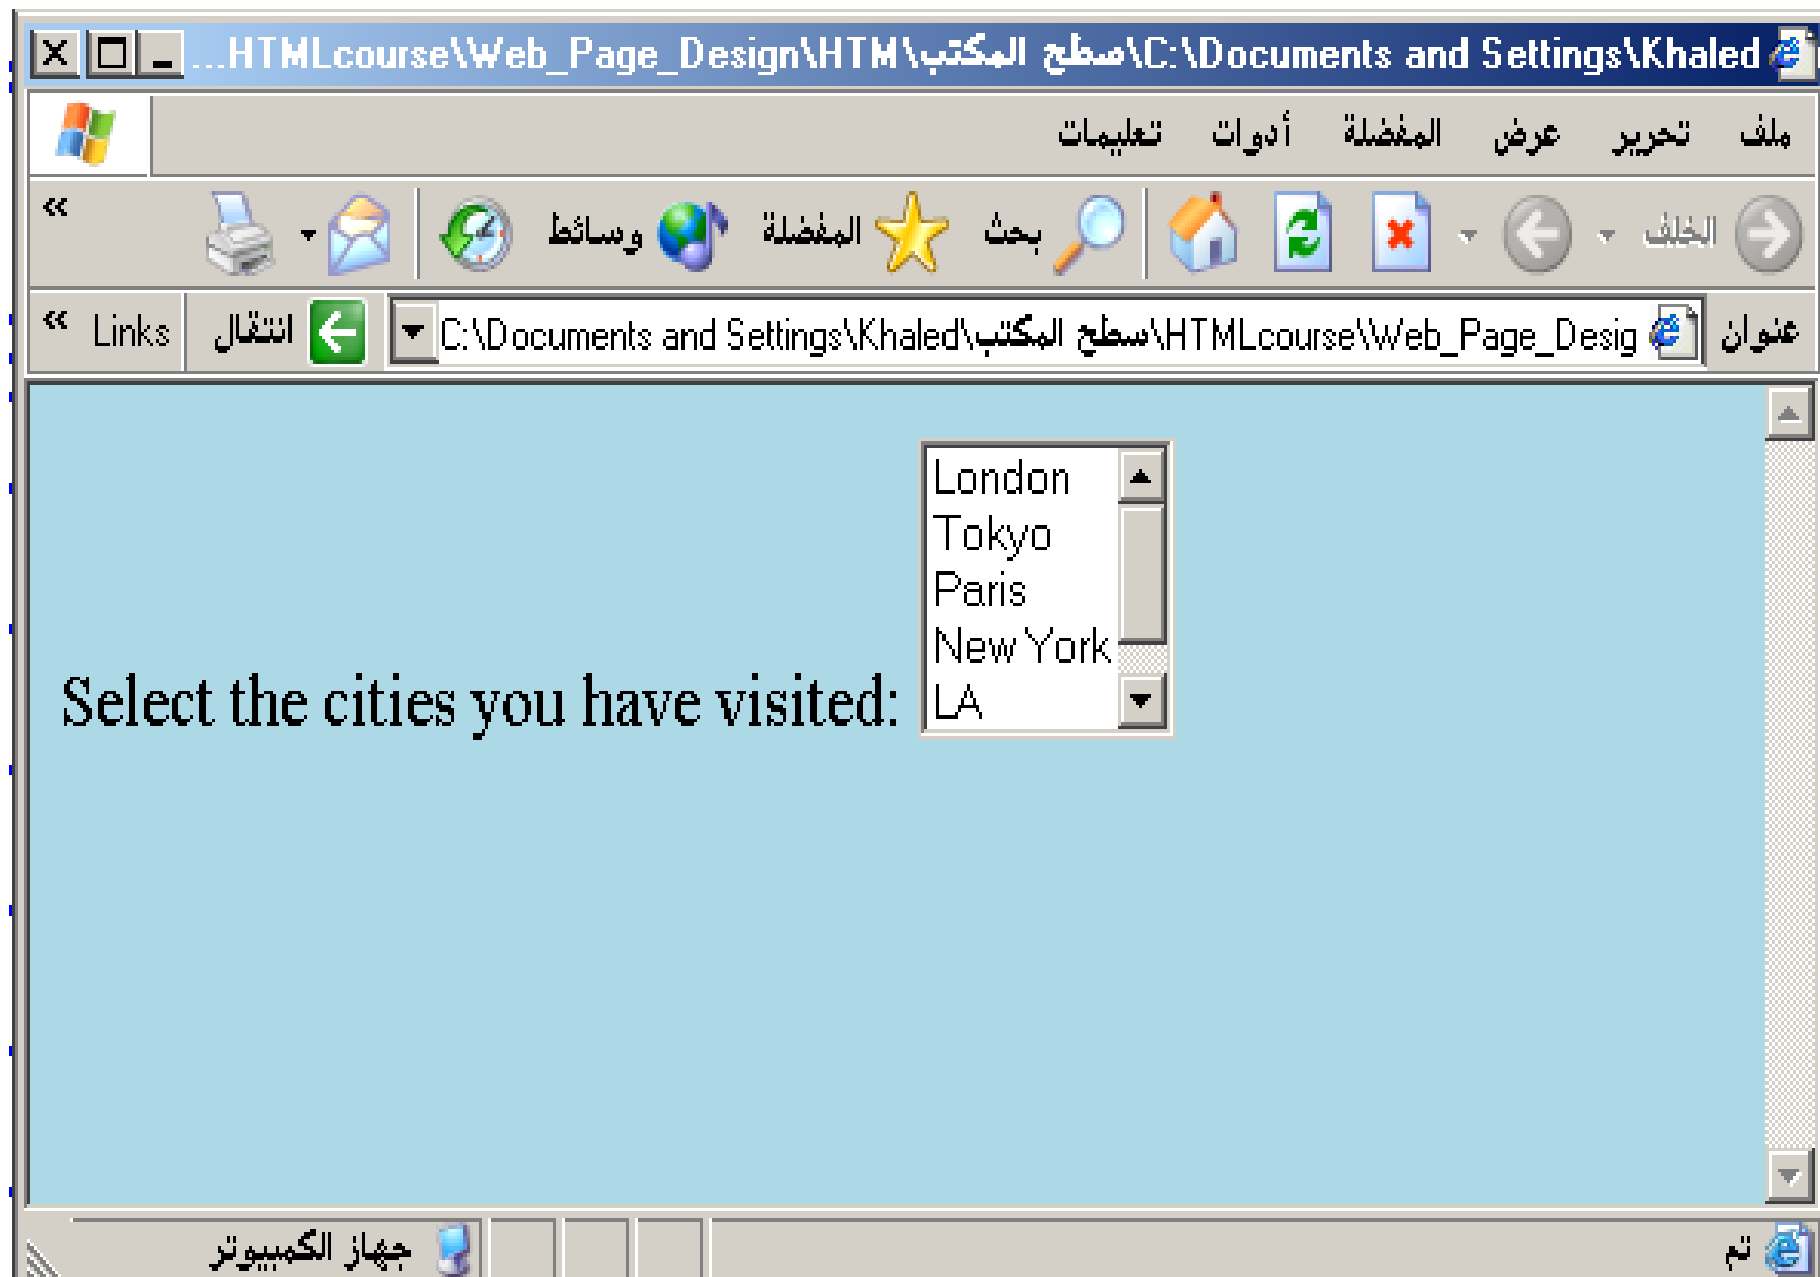 C:\Documents and Settings\Khaled\صطح المكتب\HTMLcourse\Web_Page_Design\HTM...
ملف تحرير عرض المفضلة أدوات تعليمات
الخلف بحث المفضلة وسائط »
عنوان C:\Documents and Settings\Khaled\سطح المكتب\HTMLcourse\Web_Page_Desig انتقال Links »
London
Tokyo
Paris
New York
Select the cities you have visited: LA
تم جهاز الكمبيوتر